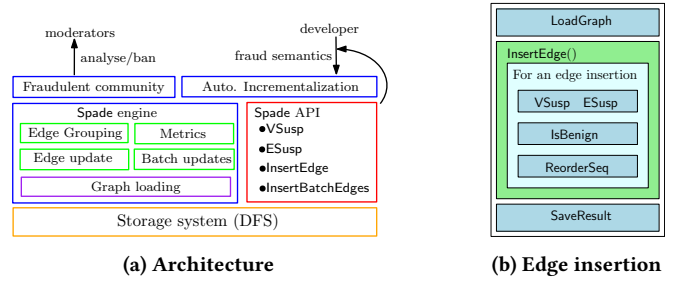 moderators
analyse/ban
developer
fraud semantics
Fraudulent community
Auto. Incrementalization
Spade engine
Edge Grouping
Metrics
Edge update
Batch updates
Graph loading
Spade API
●VSusp
●ESusp
●InsertEdge
●InsertBatchEdges
Storage system (DFS)
(a) Architecture
LoadGraph
InsertEdge()
For an edge insertion
VSusp ESusp
IsBenign
ReorderSeq
SaveResult
(b) Edge insertion